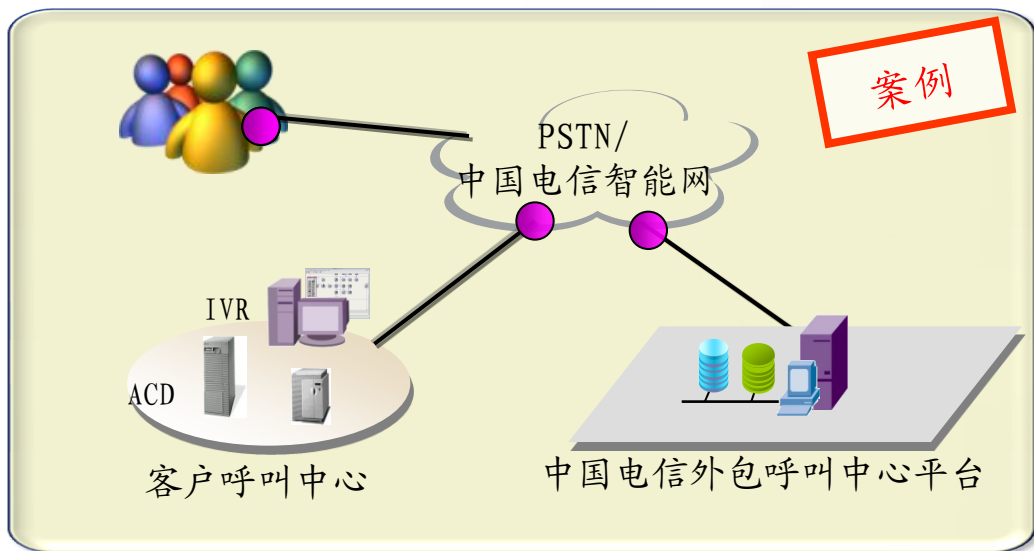 案例
PSTN/
中国电信智能网
IVR
ACD
客户呼叫中心
中国电信外包呼叫中心平台